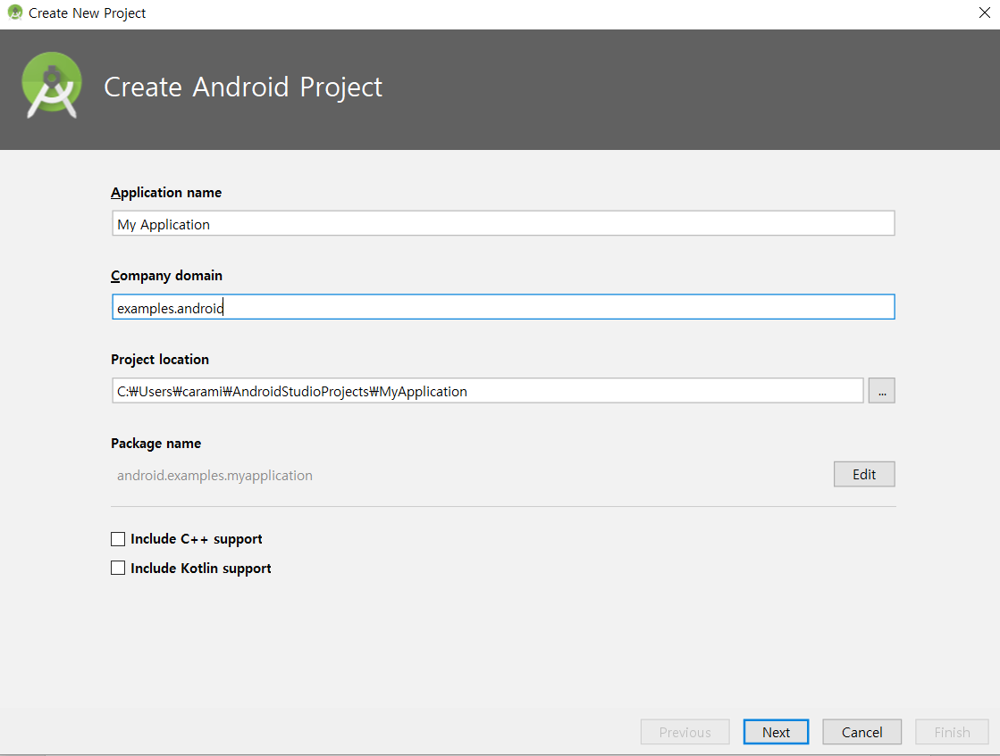 Create New Project
Create Android Project
Application name
My Application
Company domain
examples.android
Project location
C:₩Users₩carami₩AndroidStudioProjects₩MyApplication
...
Package name
android.examples.myapplication
Edit
Include C++ support
Include Kotlin support
Previous
Next
Cancel
Finish